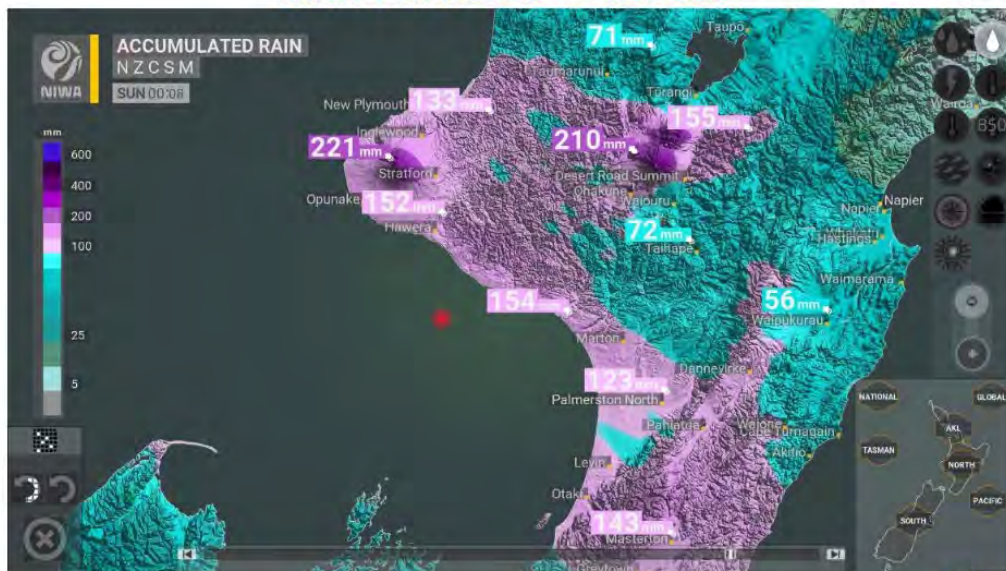 NIWA
ACCUMULATED RAIN
NZCSM
SUN 00:08
mm
600
400
200
100
25
5
71 mm
Taupo
Taumarunui
Turangi
New Plymouth
133 mm
155 mm
Inglewood
221 mm
210 mm
Stratford
Desert Road Summit
Ohakune
Waiouru
Opunake
152 mm
Hawera
72 mm
Taihape
Napier
Napier
Hastings
Waimarama
154 mm
56 mm
Waipukurau
Marton
Dannevirke
123 mm
Palmerston North
Pahiatua
Cape Turnagain
Akitio
Levin
Otaki
143 mm
Masterton
Greytown
NATIONAL
GLOBAL
AKL
TASMAN
NORTH
PACIFIC
SOUTH